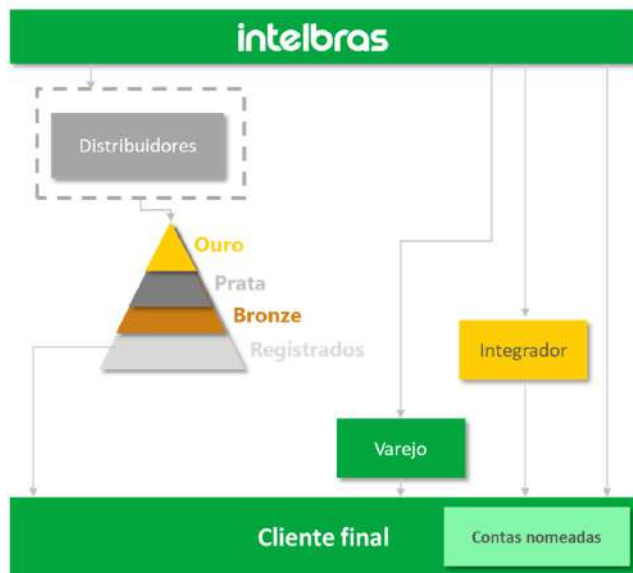 intelbras
Distribuidores
Ouro
Prata
Bronze
Registrados
Integrador
Varejo
Cliente final
Contas nomeadas